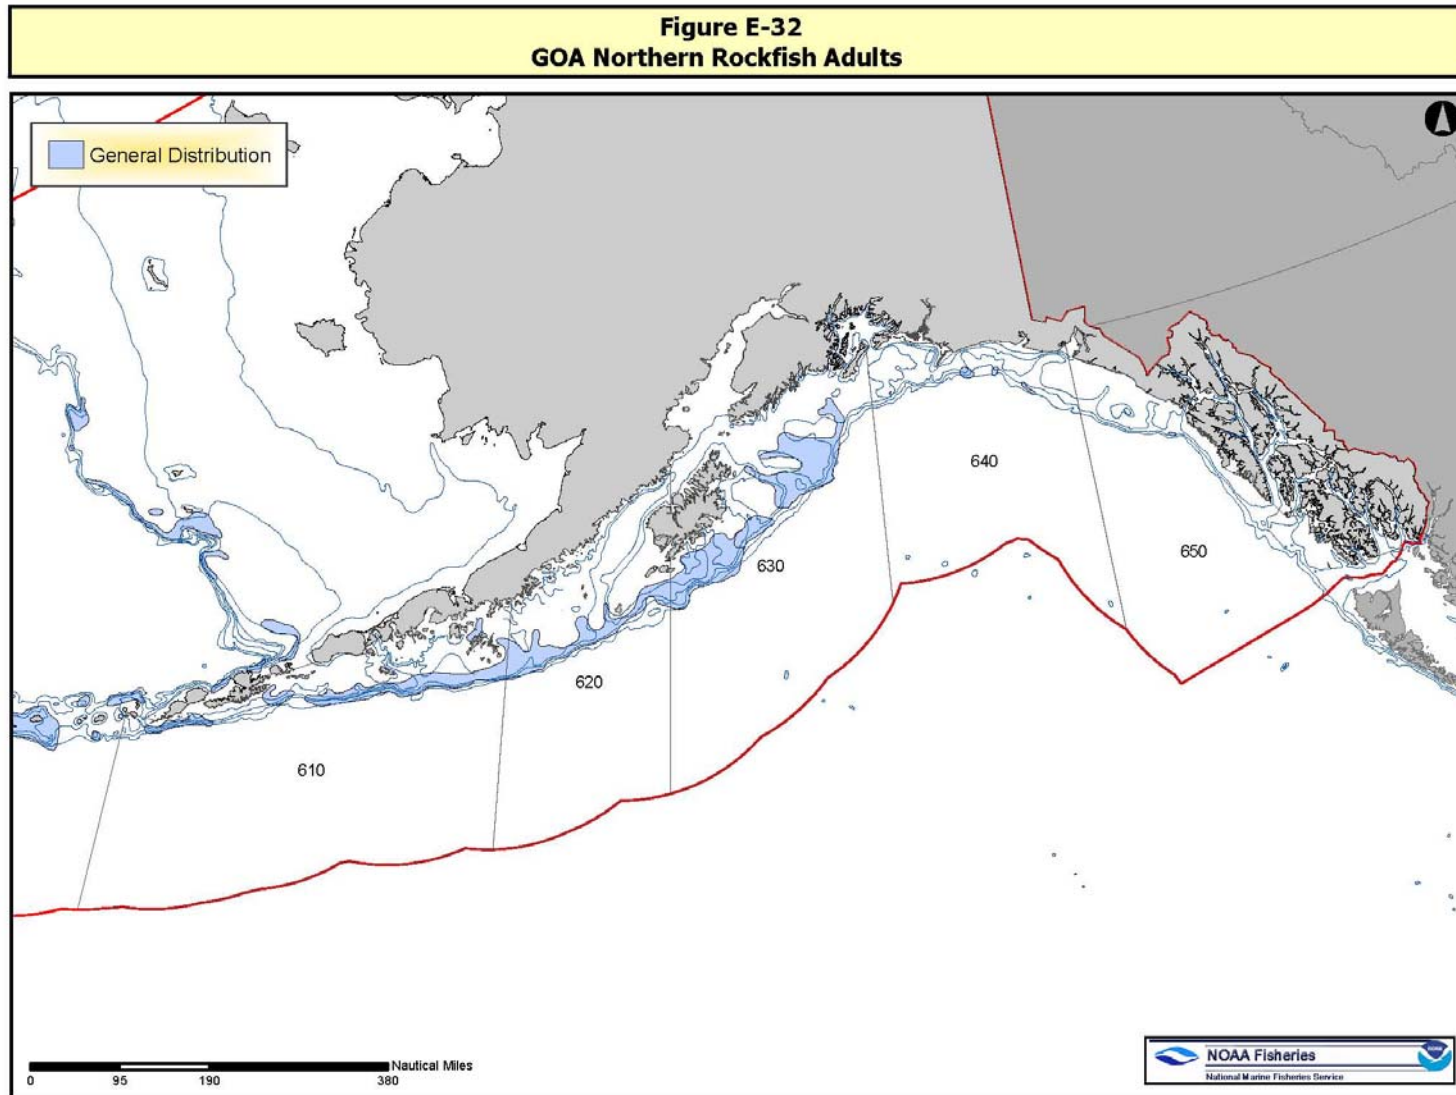 Figure E-32
GOA Northern Rockfish Adults
General Distribution
640
650
630
620
610
Nautical Miles
0 95 190 380
NOAA Fisheries
National Marine Fisheries Service